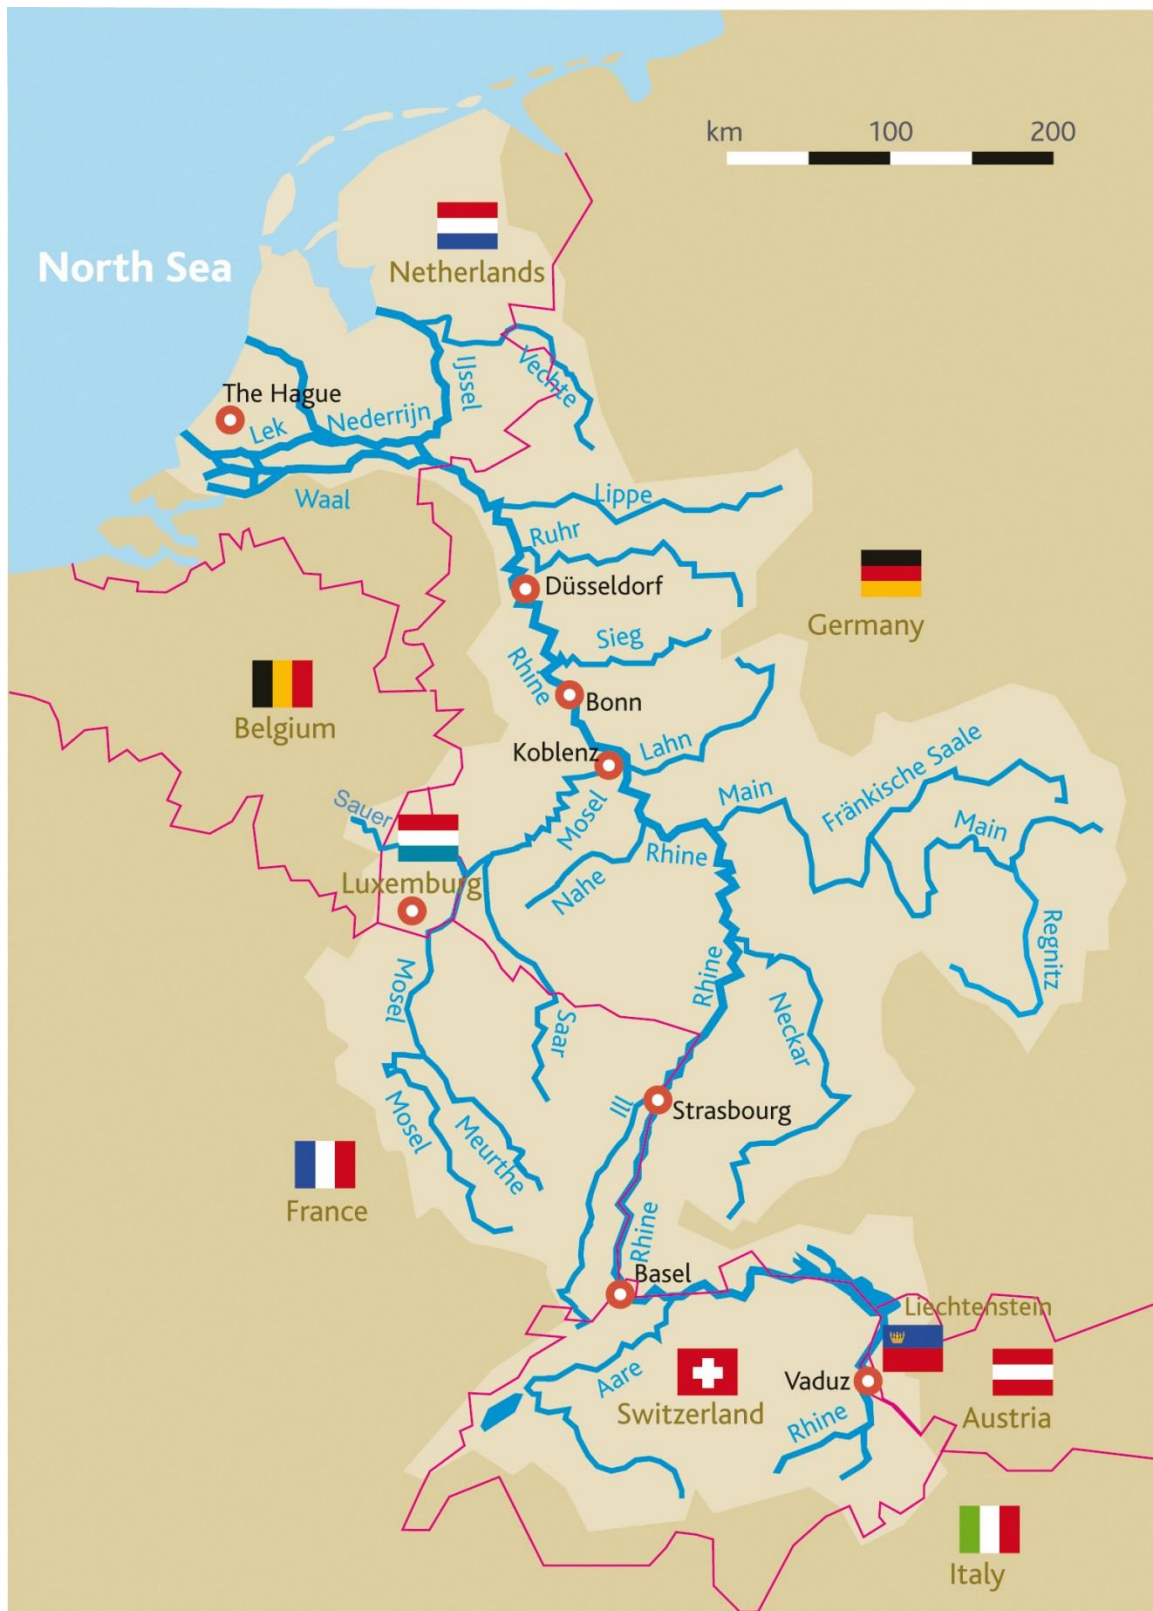 km 100 200
North Sea
Netherlands
IJssel
Vechte
The Hague
Lek
Nederrijn
Waal
Lippe
Ruhr
Düsseldorf
Germany
Sieg
Rhine
Belgium
Bonn
Koblenz
Lahn
Sauer
Mosel
Main
Fränkische Saale
Main
Rhine
Luxemburg
Nahe
Regnitz
Mosel
Rhine
Saar
Neckar
Ill
Strasbourg
Mosel
Meurthe
France
Rhine
Basel
Liechtenstein
Aare
Vaduz
Switzerland
Rhine
Austria
Italy